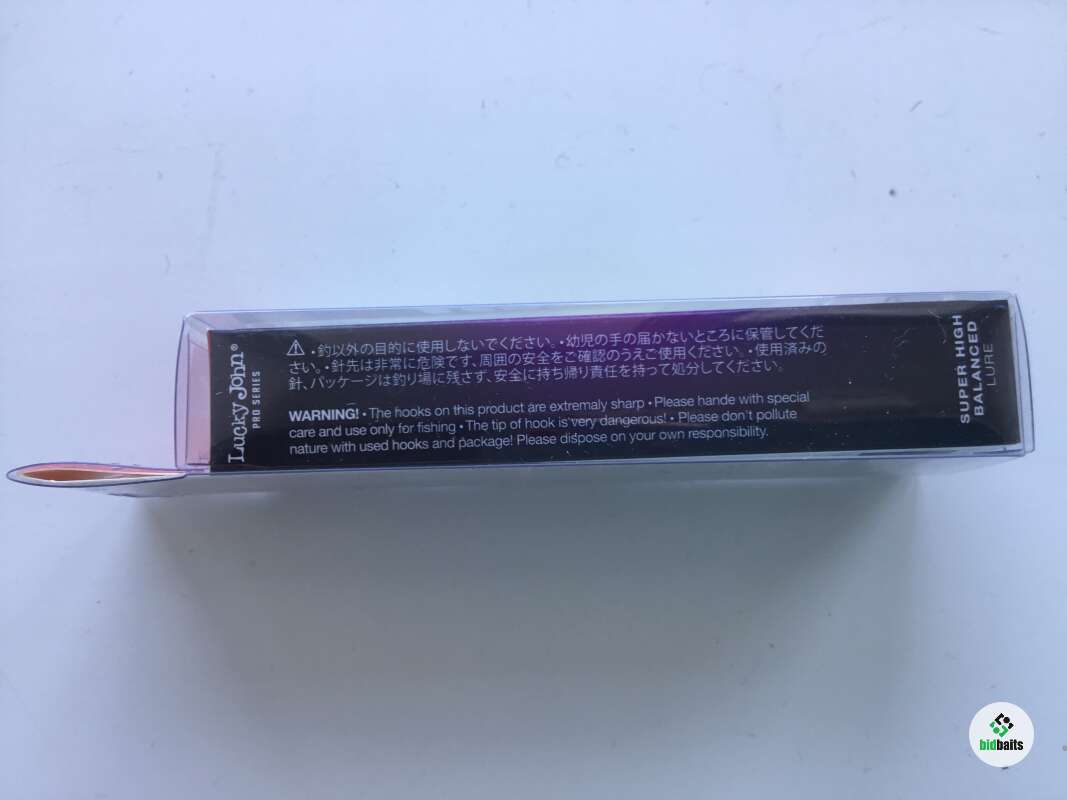 Lucky John®
PRO SERIES
⚠ •釣以外の目的に使用しないでください。•幼児の手の届かないところに保管してくだ
さい。•針先は非常に危険です、周囲の安全をご確認のうえご使用ください。•使用済みの
針、パッケージは釣り場に残さず、安全に持ち帰り責任を持って処分してください。
WARNING! • The hooks on this product are extremaly sharp • Please hande with special
care and use only for fishing • The tip of hook is very dangerous! • Please don't pollute
nature with used hooks and package! Please dispose on your own responsibility.
SUPER HIGH
BALANCED
LURE
bidbaits